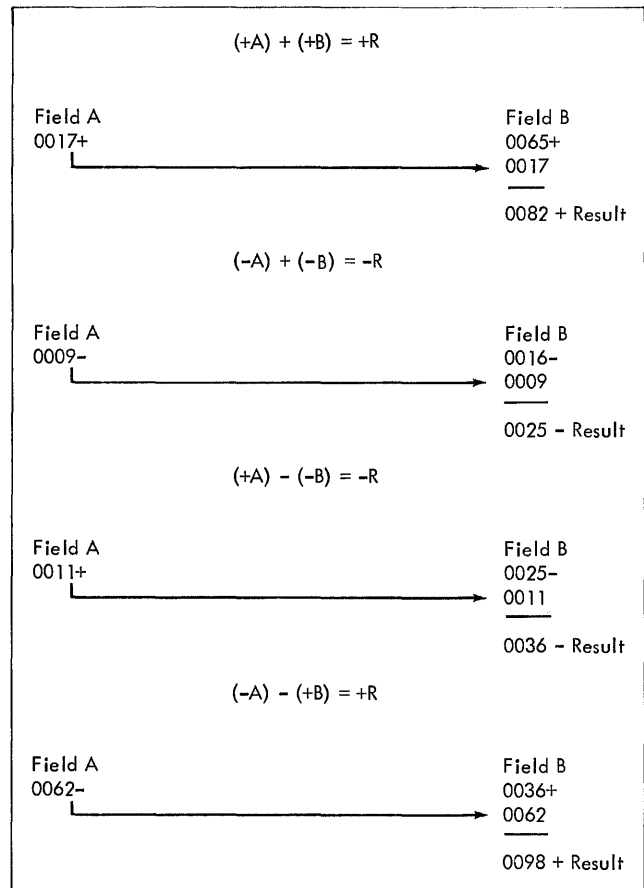 (+A) + (+B) = +R
Field A
0017+
Field B
0065+
0017
0082 + Result
(-A) + (-B) = -R
Field A
0009-
Field B
0016-
0009
0025 - Result
(+A) - (-B) = -R
Field A
0011+
Field B
0025-
0011
0036 - Result
(-A) - (+B) = +R
Field A
0062-
Field B
0036+
0062
0098 + Result